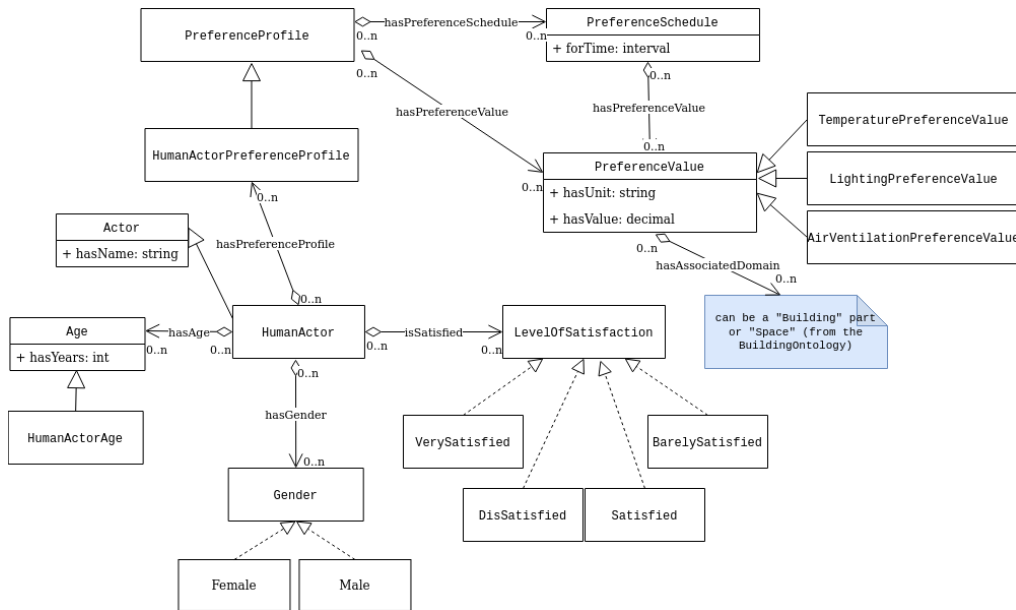 PreferenceProfile
0..n
hasPreferenceSchedule
0..n
PreferenceSchedule
+ forTime: interval
0..n
0..n
hasPreferenceValue
hasPreferenceValue
0..n
0..n
PreferenceValue
+ hasUnit: string
+ hasValue: decimal
TemperaturePreferenceValue
LightingPreferenceValue
AirVentilationPreferenceValue
HumanActorPreferenceProfile
0..n
hasPreferenceProfile
0..n
Actor
+ hasName: string
0..n
hasAssociatedDomain
0..n
can be a "Building" part
or "Space" (from the
BuildingOntology)
Age
+ hasYears: int
hasAge
0..n
0..n
HumanActor
0..n
isSatisfied
0..n
LevelOfSatisfaction
HumanActorAge
0..n
hasGender
0..n
Gender
Female
Male
VerySatisfied
BarelySatisfied
DisSatisfied
Satisfied